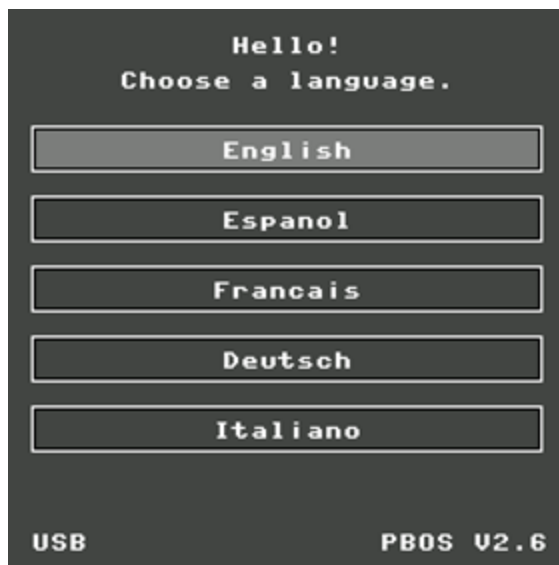 Hello!
Choose a language.
English
Espanol
Francais
Deutsch
Italiano
USB PBOS V2.6